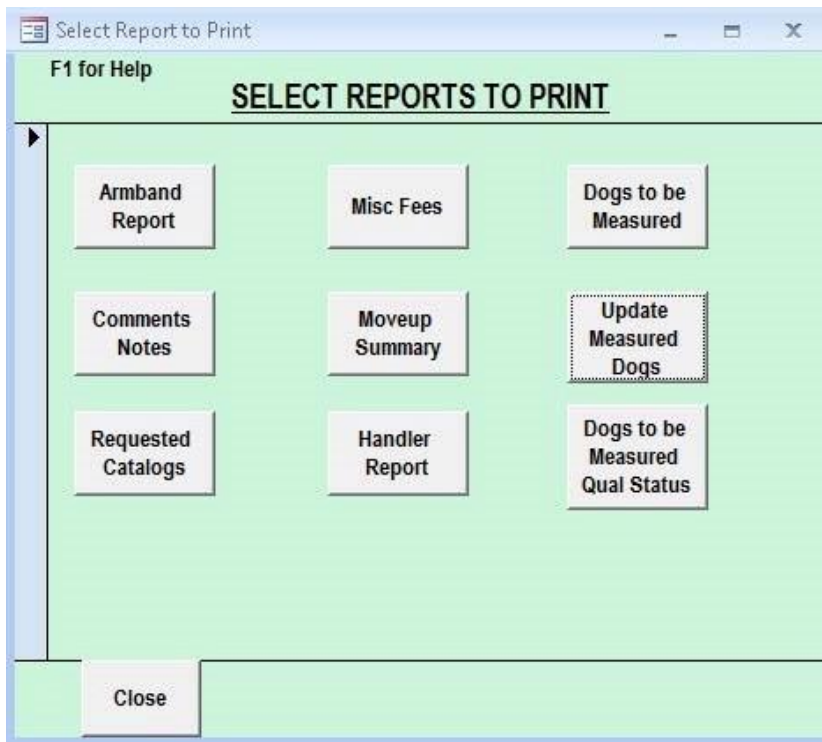 Select Report to Print
F1 for Help
SELECT REPORTS TO PRINT
Armband
Report
Misc Fees
Dogs to be
Measured
Comments
Notes
Moveup
Summary
Update
Measured
Dogs
Requested
Catalogs
Handler
Report
Dogs to be
Measured
Qual Status
Close